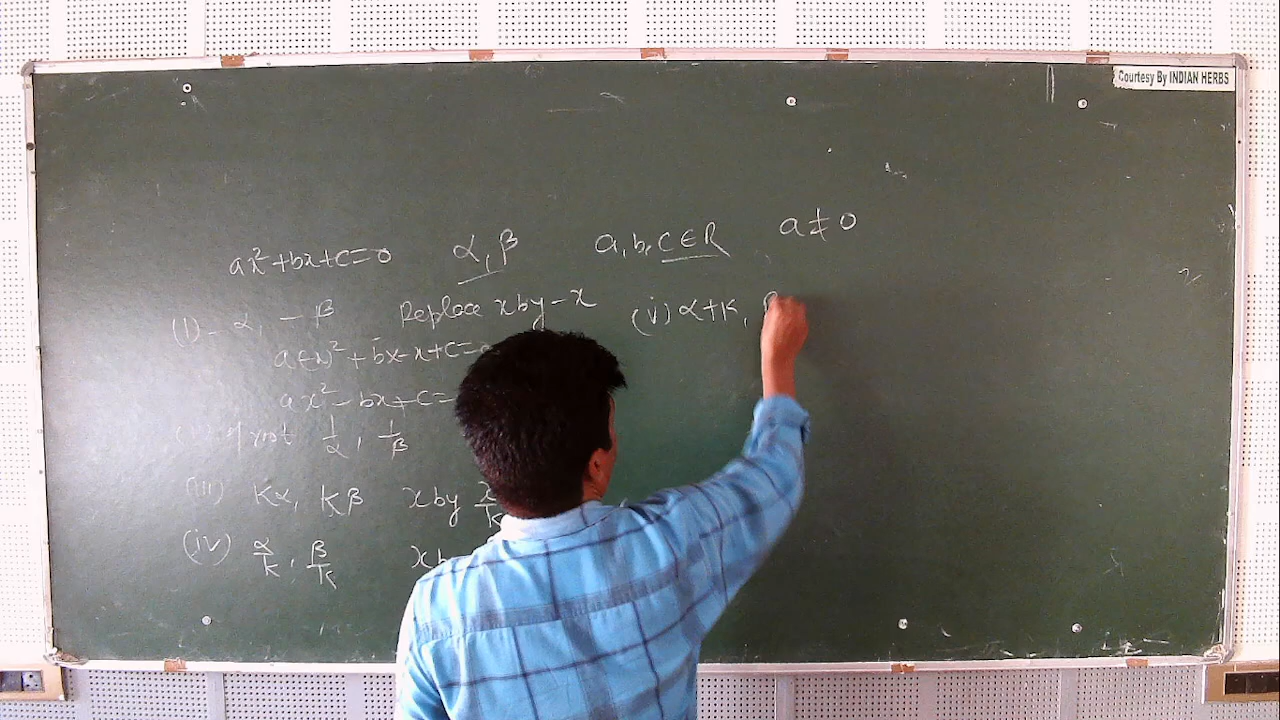 Courtesy By INDIAN HERBS
ax²+bx+c=0 α, β a, b, c ∈ R a ≠ 0
(I) - α, - β Replace x by - x
a(-x)²+bx-x+c=
ax²-bx+c=
root 1/α, 1/β
(iii) Kα, Kβ x by x/K
(iv) α/K, β/K x
(v) α+K,